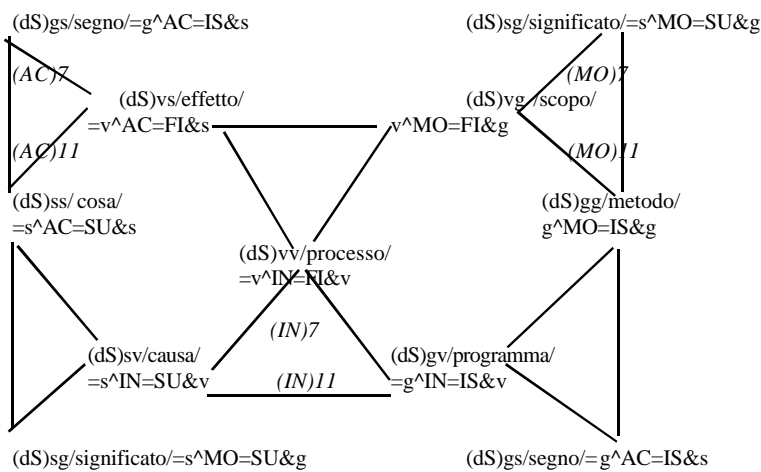 (dS)gs/segno/=g^AC=IS&s
(dS)sg/significato/=s^MO=SU&g
(AC)7
(MO)7
(dS)vs/effetto/
=v^AC=FI&s
(dS)vg /scopo/
v^MO=FI&g
(AC)11
(MO)11
(dS)ss/ cosa/
=s^AC=SU&s
(dS)gg/metodo/
g^MO=IS&g
(dS)vv/processo/
=v^IN=FI&v
(IN)7
(dS)sv/causa/
=s^IN=SU&v
(IN)11
(dS)gv/programma/
=g^IN=IS&v
(dS)sg/significato/=s^MO=SU&g
(dS)gs/segno/=g^AC=IS&s